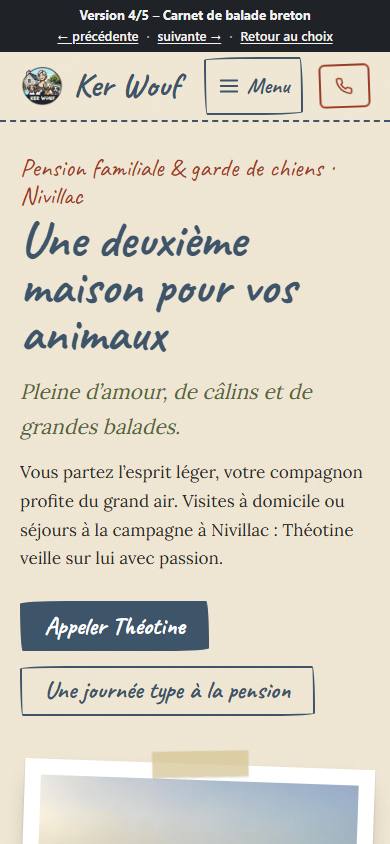 Version 4/5 – Carnet de balade breton
← précédente · suivante → · Retour au choix
KER WOUF
Ker Wouf
Menu
Pension familiale & garde de chiens ·
Nivillac
Une deuxième
maison pour vos
animaux
Pleine d’amour, de câlins et de
grandes balades.
Vous partez l’esprit léger, votre compagnon
profite du grand air. Visites à domicile ou
séjours à la campagne à Nivillac : Théotine
veille sur lui avec passion.
Appeler Théotine
Une journée type à la pension